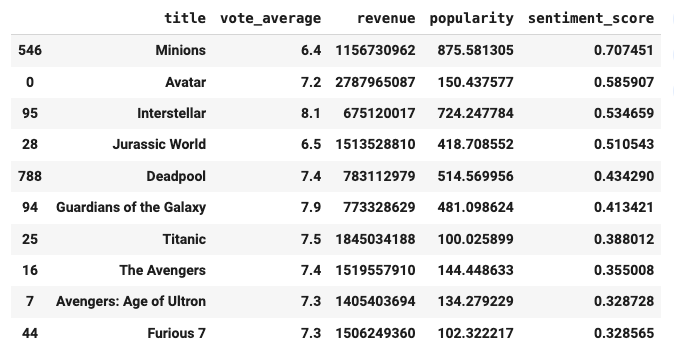 title vote_average revenue popularity sentiment_score
546 Minions 6.4 1156730962 875.581305 0.707451
0 Avatar 7.2 2787965087 150.437577 0.585907
95 Interstellar 8.1 675120017 724.247784 0.534659
28 Jurassic World 6.5 1513528810 418.708552 0.510543
788 Deadpool 7.4 783112979 514.569956 0.434290
94 Guardians of the Galaxy 7.9 773328629 481.098624 0.413421
25 Titanic 7.5 1845034188 100.025899 0.388012
16 The Avengers 7.4 1519557910 144.448633 0.355008
7 Avengers: Age of Ultron 7.3 1405403694 134.279229 0.328728
44 Furious 7 7.3 1506249360 102.322217 0.328565